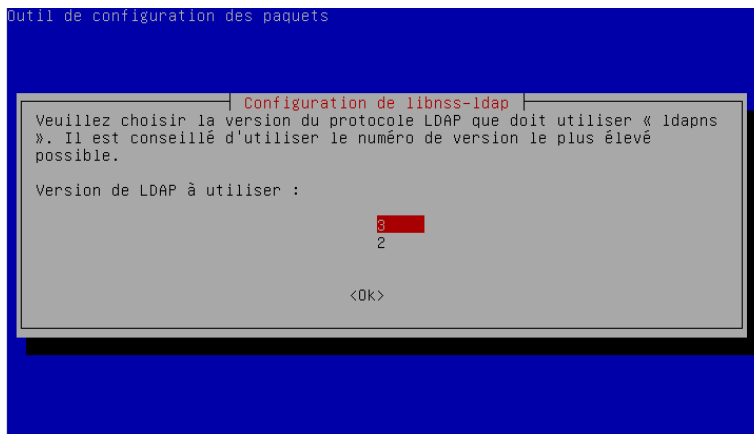 Outil de configuration des paquets
Configuration de libnss-ldap
Veuillez choisir la version du protocole LDAP que doit utiliser « ldapns
». Il est conseillé d'utiliser le numéro de version le plus élevé
possible.
Version de LDAP à utiliser :
3
2
<Ok>